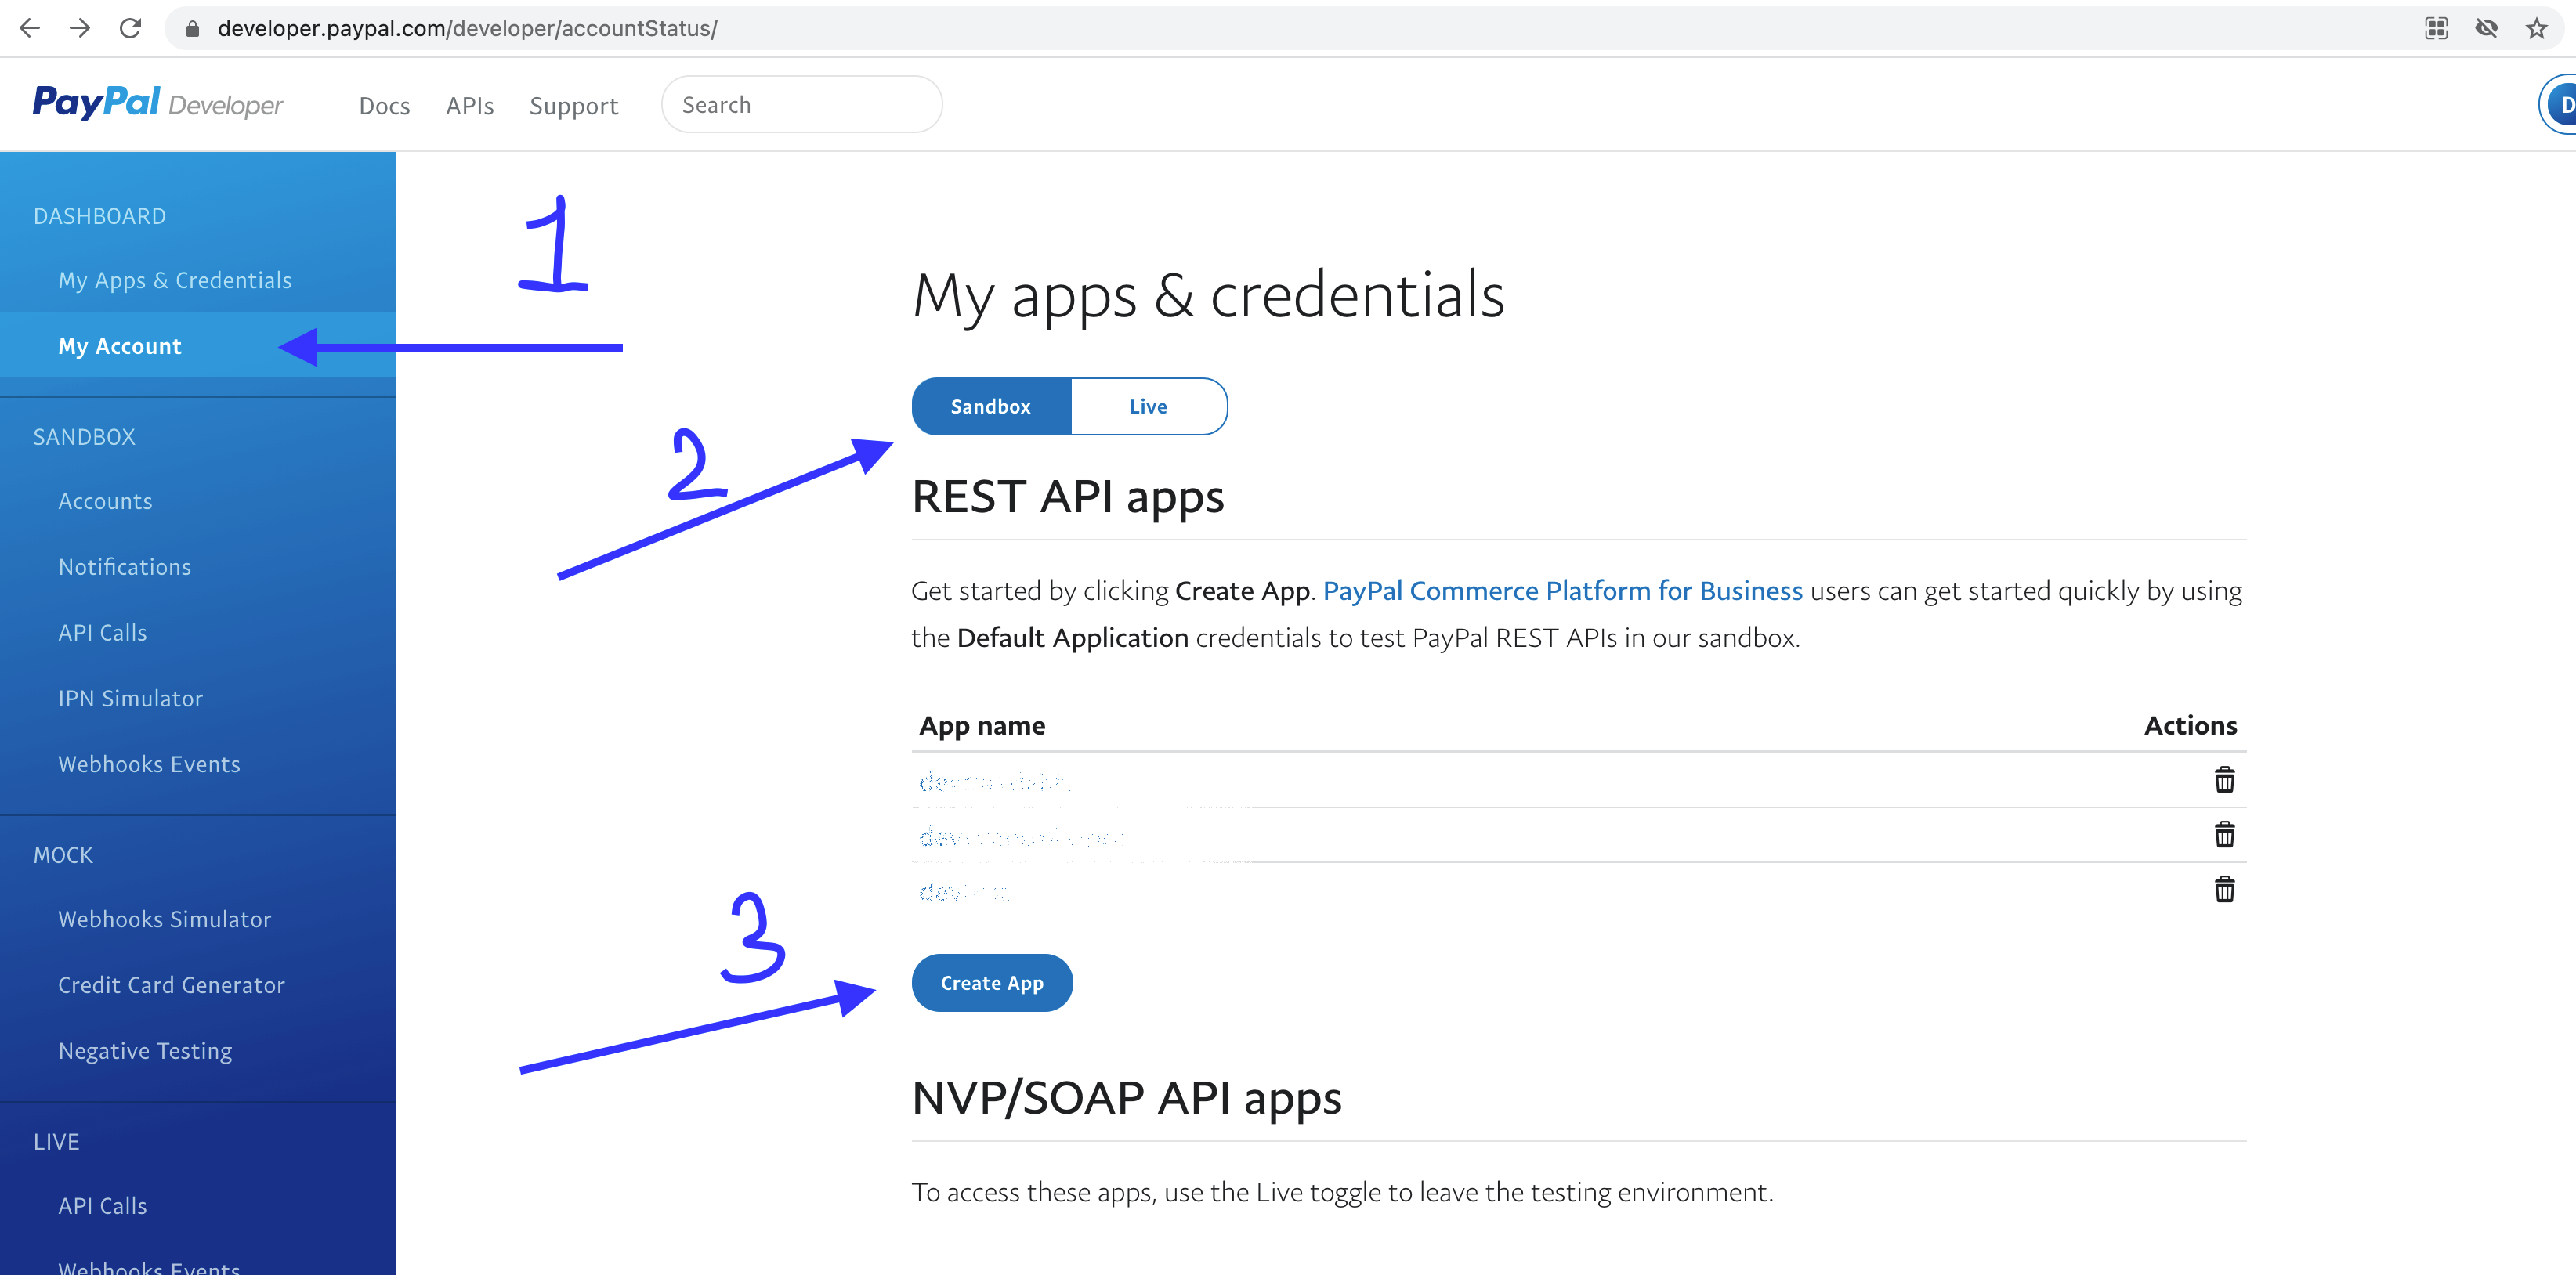 developer.paypal.com/developer/accountStatus/
PayPal Developer
Docs
APIs
Support
Search
D
DASHBOARD
My Apps & Credentials
My Account
SANDBOX
Accounts
Notifications
API Calls
IPN Simulator
Webhooks Events
MOCK
Webhooks Simulator
Credit Card Generator
Negative Testing
LIVE
API Calls
Webhooks Events
1
2
3
My apps & credentials
Sandbox
Live
REST API apps
Get started by clicking Create App. PayPal Commerce Platform for Business users can get started quickly by using
the Default Application credentials to test PayPal REST APIs in our sandbox.
App name
Actions
Create App
NVP/SOAP API apps
To access these apps, use the Live toggle to leave the testing environment.